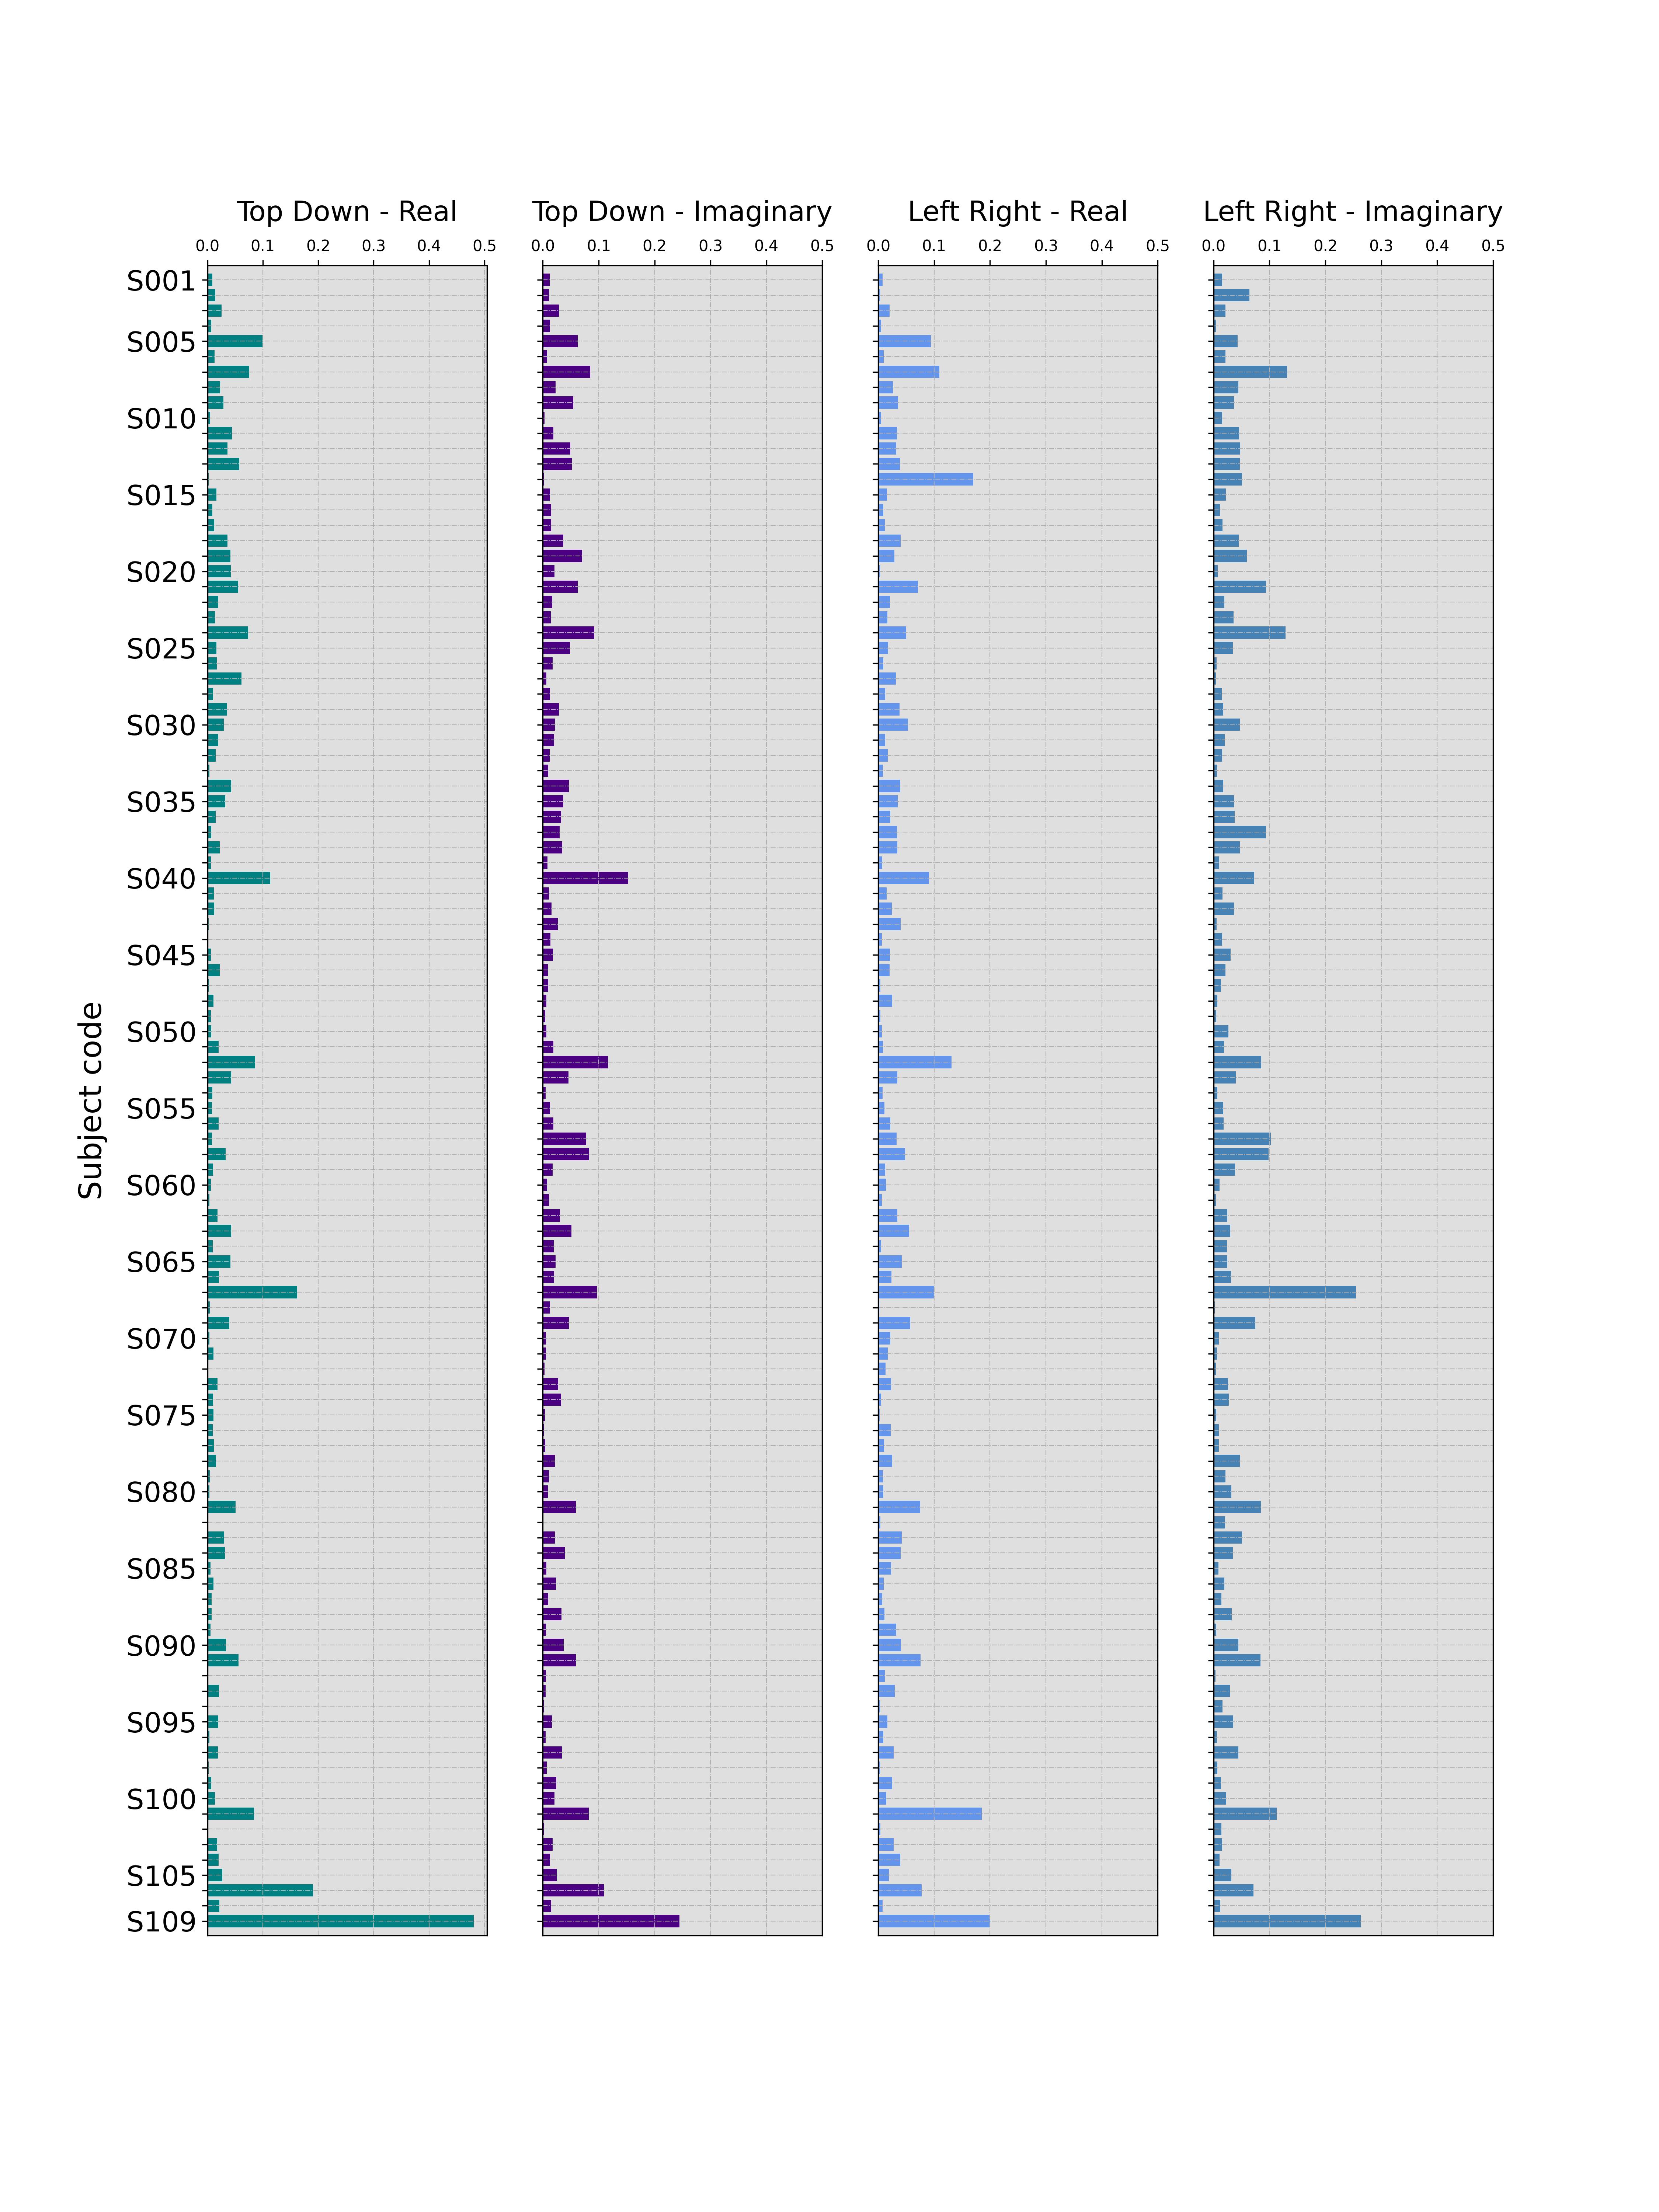 Top Down - Real
Top Down - Imaginary
Left Right - Real
Left Right - Imaginary
0.0 0.1 0.2 0.3 0.4 0.5
0.0 0.1 0.2 0.3 0.4 0.5
0.0 0.1 0.2 0.3 0.4 0.5
0.0 0.1 0.2 0.3 0.4 0.5
Subject code
S001
S005
S010
S015
S020
S025
S030
S035
S040
S045
S050
S055
S060
S065
S070
S075
S080
S085
S090
S095
S100
S105
S109